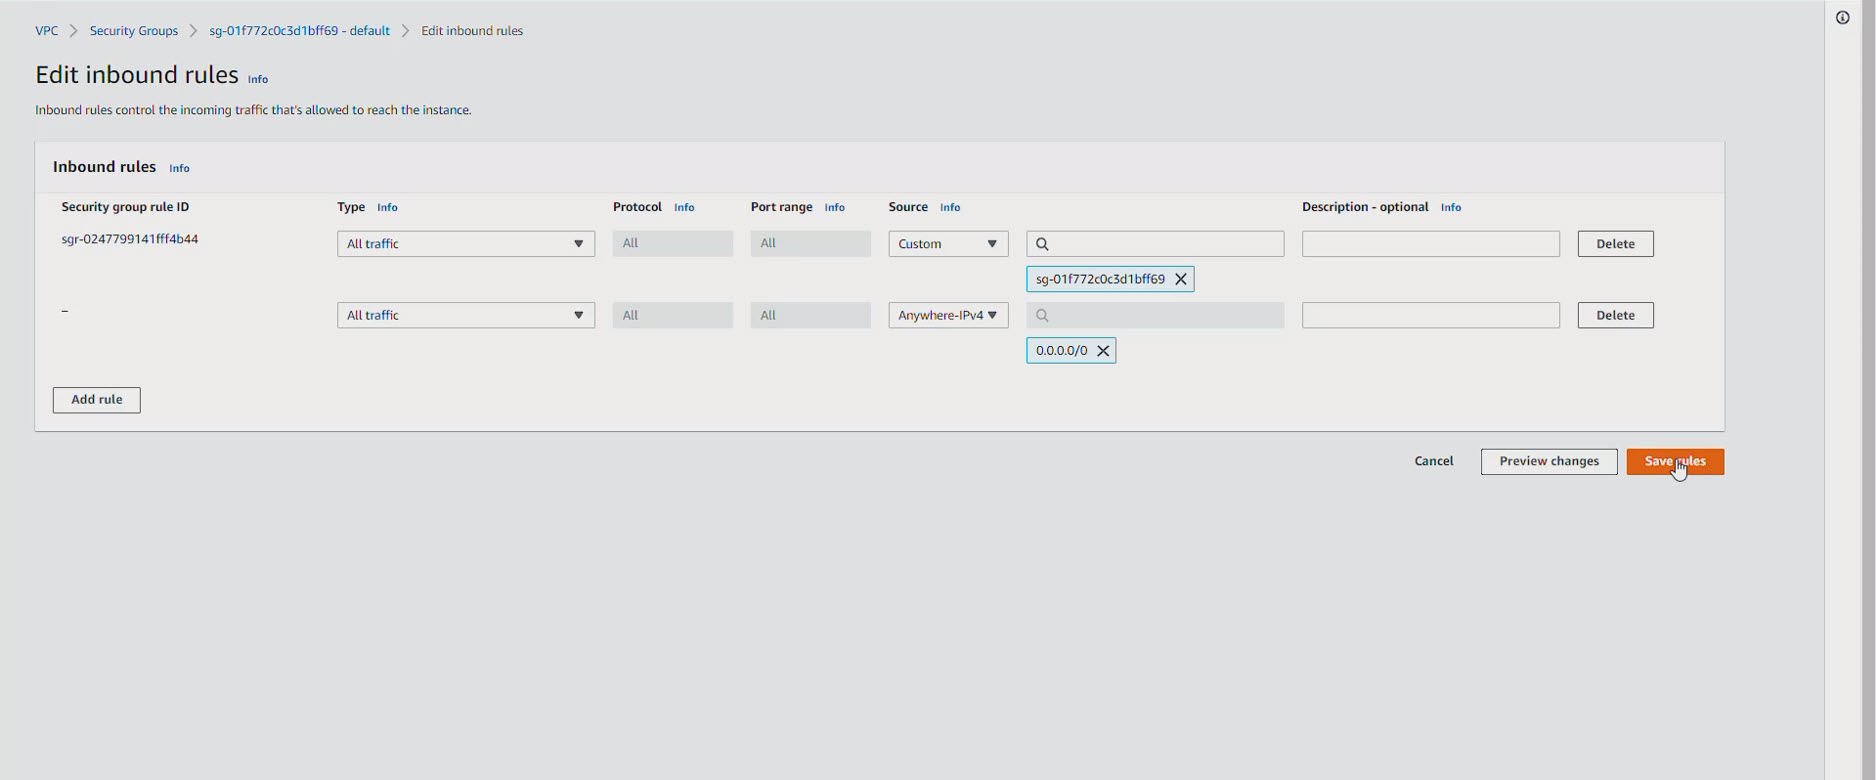 VPC > Security Groups > sg-01f772c0c3d1bff69 - default > Edit inbound rules
Edit inbound rules Info
Inbound rules control the incoming traffic that's allowed to reach the instance.
Inbound rules Info
Security group rule ID Type Info Protocol Info Port range Info Source Info Description - optional Info
sgr-0247799141fff4b44 All traffic All All Custom Delete
sg-01f772c0c3d1bff69
– All traffic All All Anywhere-IPv4 Delete
0.0.0.0/0
Add rule
Cancel Preview changes Save rules